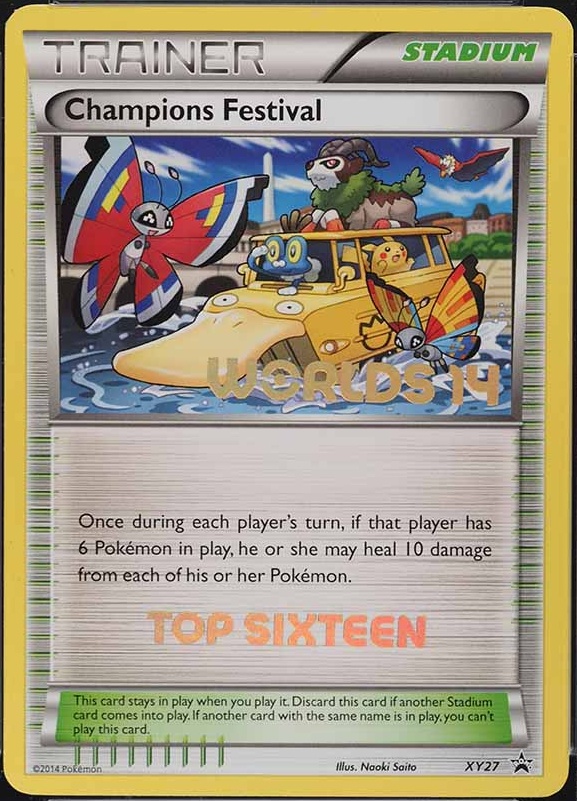 TRAINER
STADIUM
Champions Festival
WORLDS 14
Once during each player's turn, if that player has
6 Pokémon in play, he or she may heal 10 damage
from each of his or her Pokémon.
TOP SIXTEEN
This card stays in play when you play it. Discard this card if another Stadium
card comes into play. If another card with the same name is in play, you can't
play this card.
©2014 Pokémon
Illus. Naoki Saito
XY27